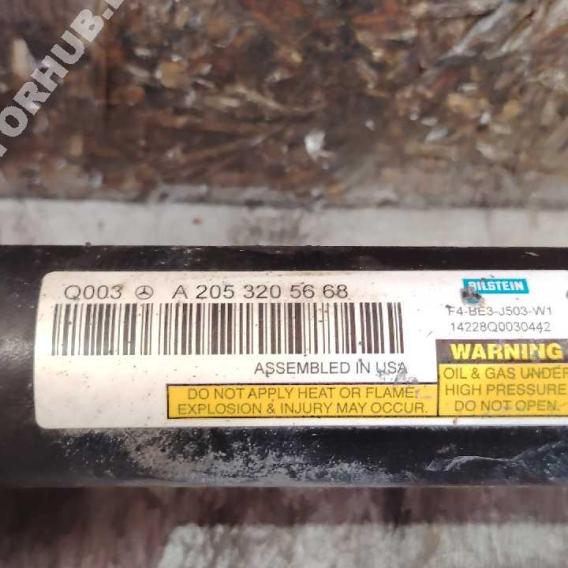 TORHUB.
Q003 A 205 320 56 68
ASSEMBLED IN USA
DO NOT APPLY HEAT OR FLAME.
EXPLOSION & INJURY MAY OCCUR.
BILSTEIN
F4-BE3-J503-W1
14228Q0030442
WARNING
OIL & GAS UNDER
HIGH PRESSURE
DO NOT OPEN.